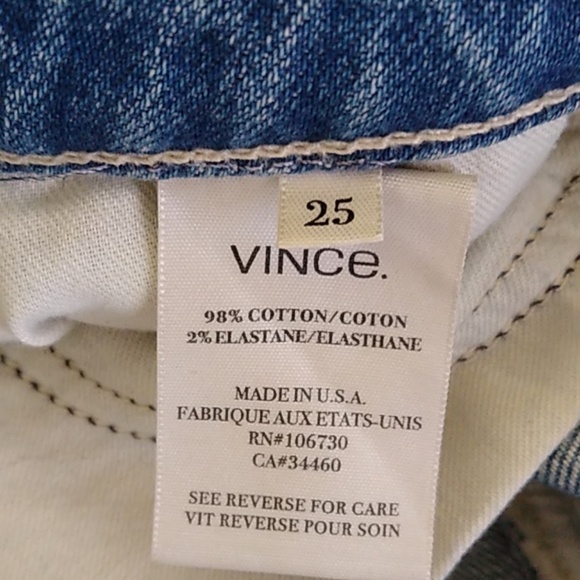 25
VINCe.
98% COTTON/COTON
2% ELASTANE/ELASTHANE
MADE IN U.S.A.
FABRIQUE AUX ETATS-UNIS
RN#106730
CA#34460
SEE REVERSE FOR CARE
VIT REVERSE POUR SOIN